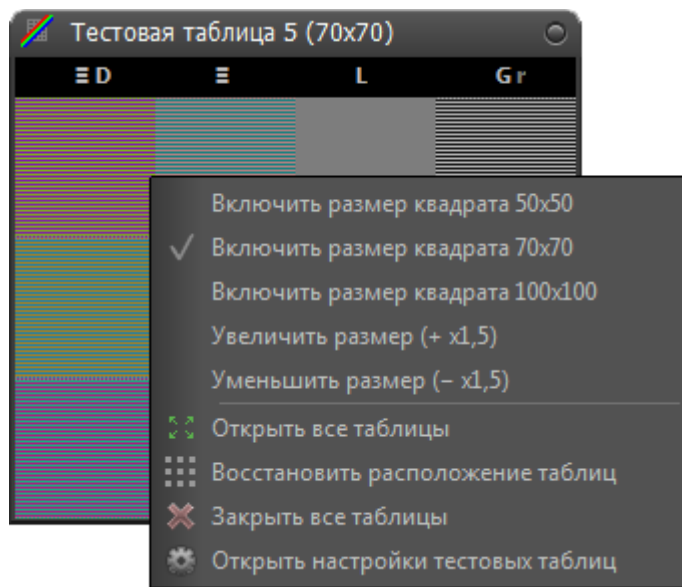 Тестовая таблица 5 (70x70)
≡ D ≡ L Gr
Включить размер квадрата 50x50
Включить размер квадрата 70x70
Включить размер квадрата 100x100
Увеличить размер (+ x1,5)
Уменьшить размер (− x1,5)
Открыть все таблицы
Восстановить расположение таблиц
Закрыть все таблицы
Открыть настройки тестовых таблиц